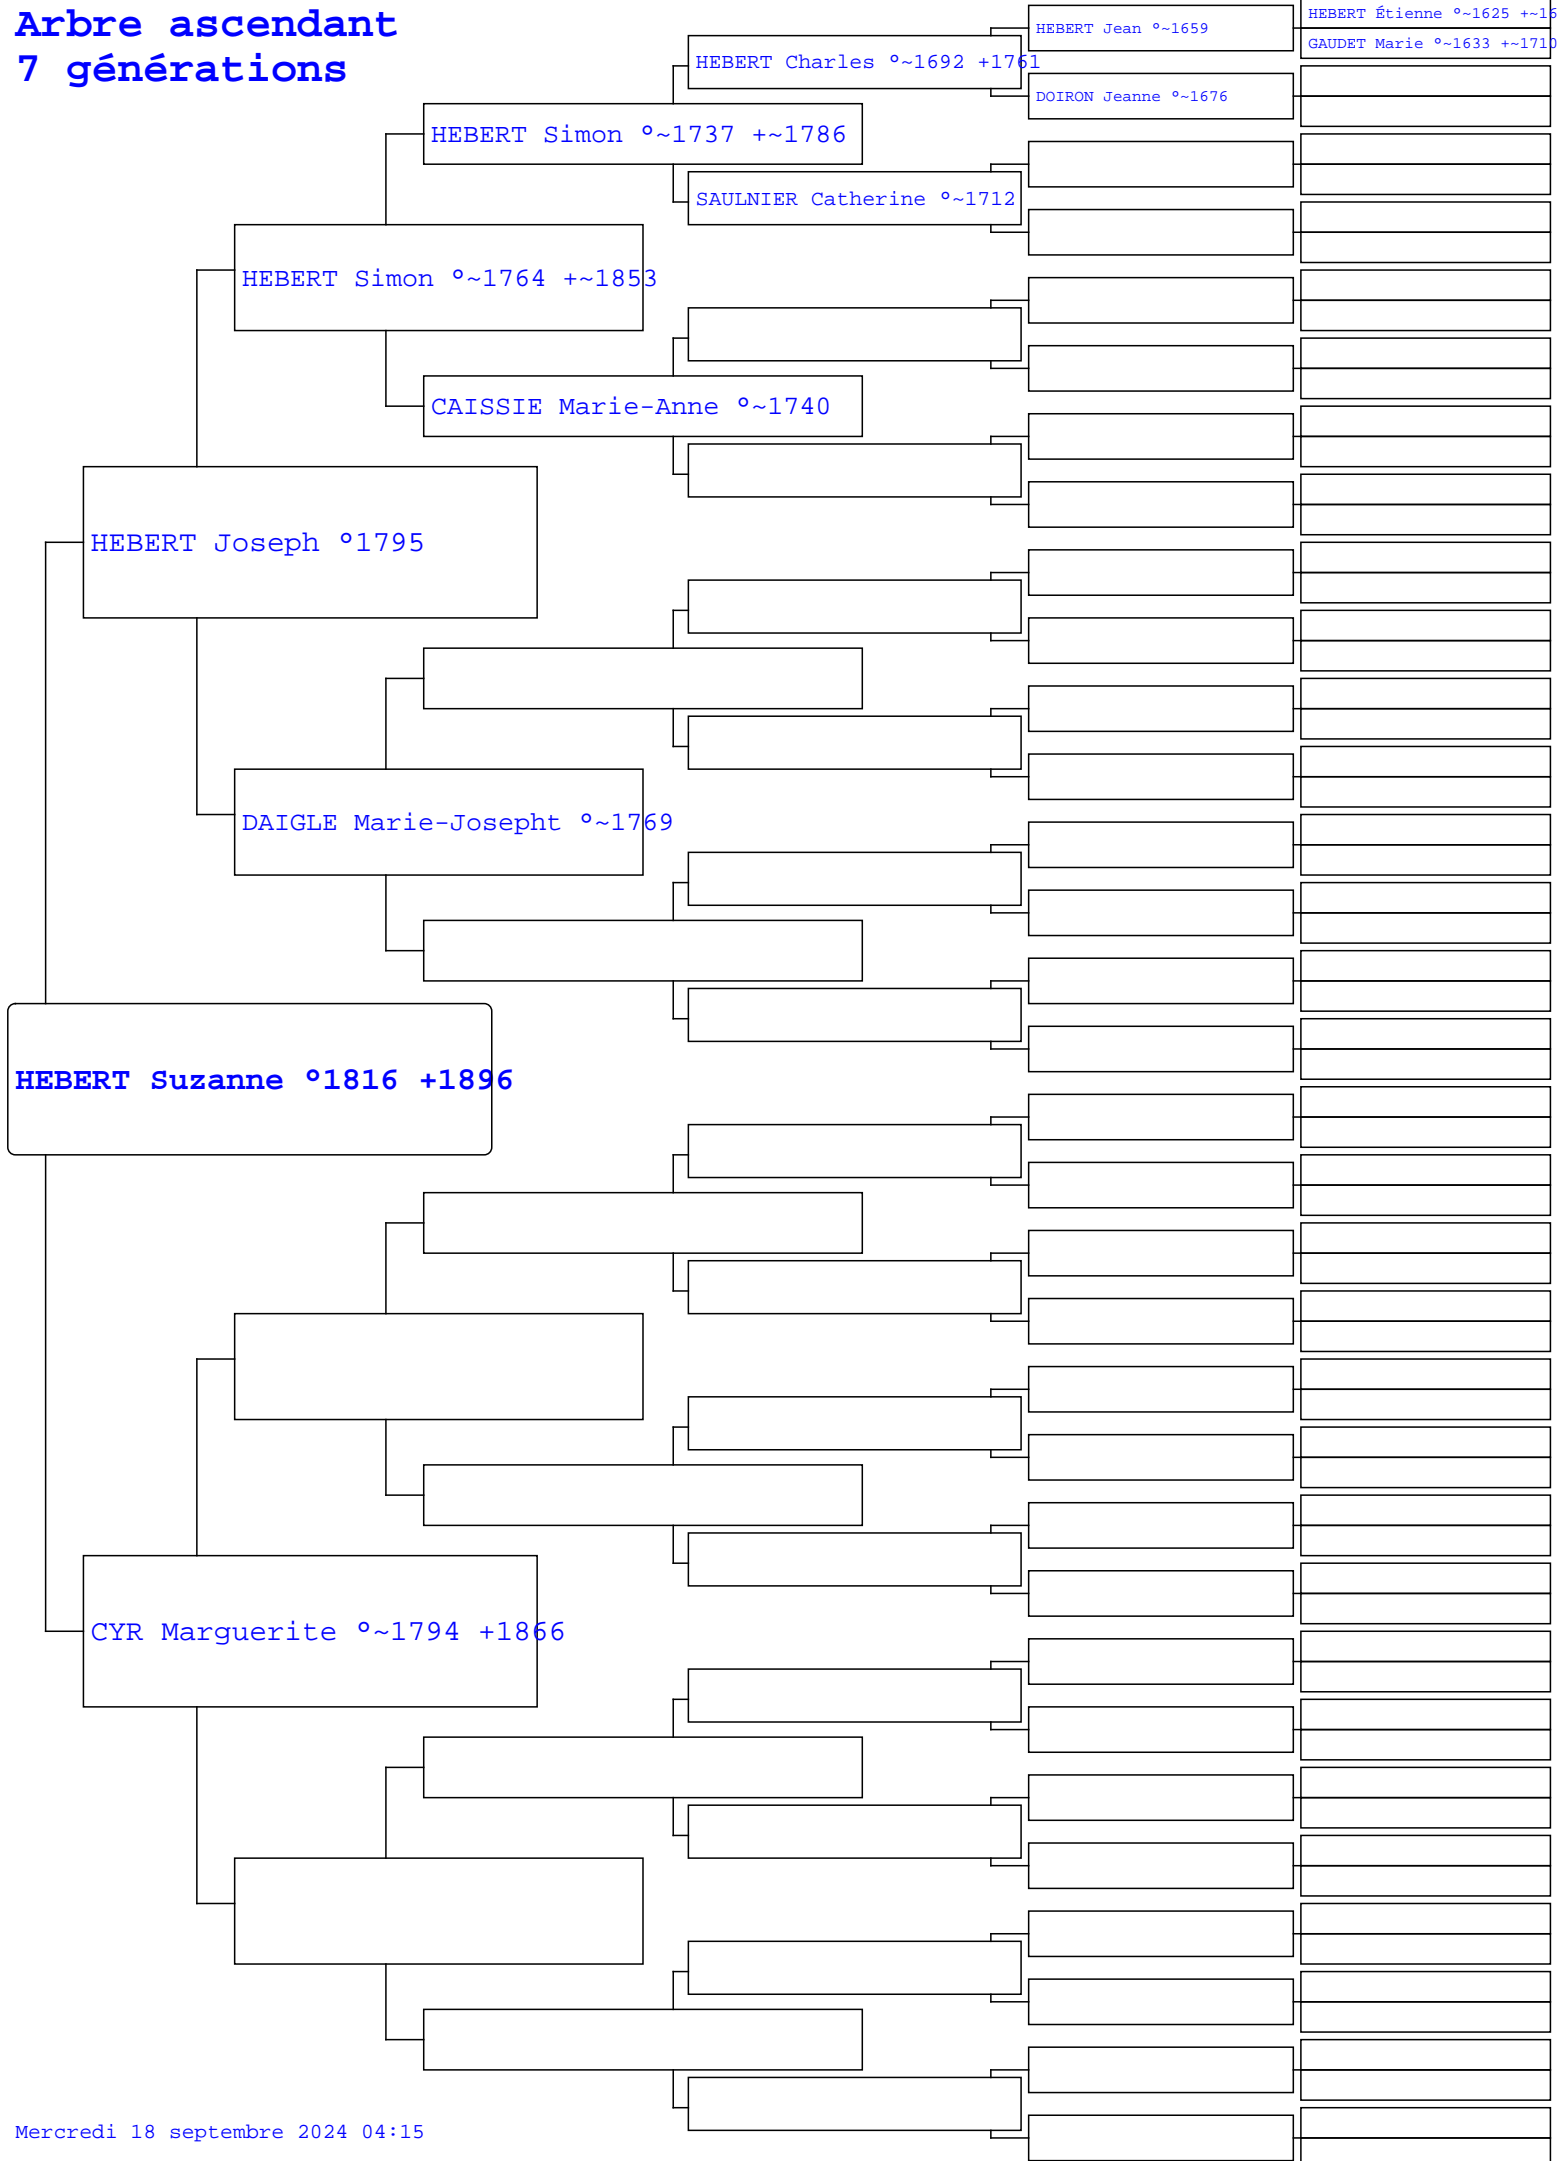 Arbre ascendant
7 générations
HEBERT Étienne °~1625 +~16
HEBERT Jean °~1659
GAUDET Marie °~1633 +~1710
HEBERT Charles °~1692 +1761
DOIRON Jeanne °~1676
HEBERT Simon °~1737 +~1786
SAULNIER Catherine °~1712
HEBERT Simon °~1764 +~1853
CAISSIE Marie-Anne °~1740
HEBERT Joseph °1795
DAIGLE Marie-Josepht °~1769
HEBERT Suzanne °1816 +1896
CYR Marguerite °~1794 +1866
Mercredi 18 septembre 2024 04:15